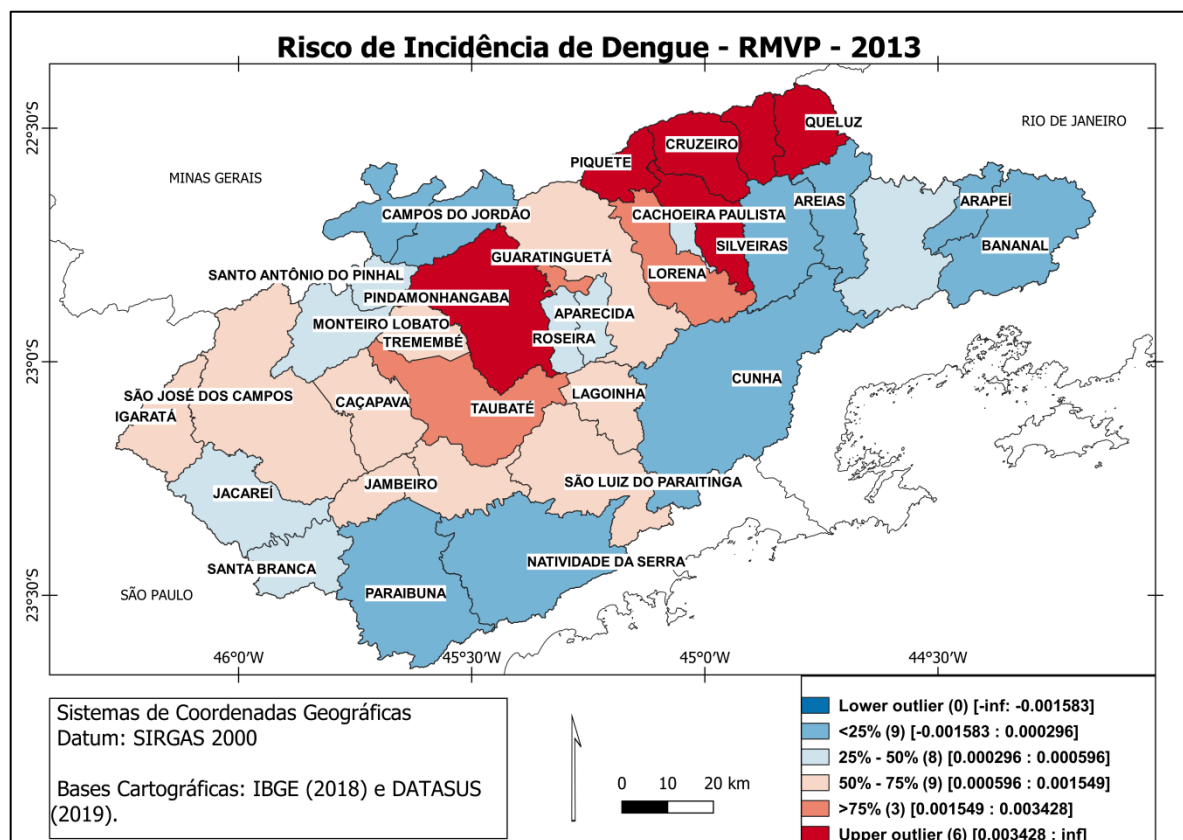 Risco de Incidência de Dengue - RMVP - 2013
22°30'S
23°0'S
23°30'S
MINAS GERAIS
RIO DE JANEIRO
SÃO PAULO
QUELUZ
CRUZEIRO
PIQUETE
CAMPOS DO JORDÃO
CACHOEIRA PAULISTA
AREIAS
ARAPEÍ
SILVEIRAS
BANANAL
GUARATINGUETÁ
SANTO ANTÔNIO DO PINHAL
LORENA
PINDAMONHANGABA
APARECIDA
MONTEIRO LOBATO
TREMEMBÉ
ROSEIRA
CUNHA
SÃO JOSÉ DOS CAMPOS
CAÇAPAVA
LAGOINHA
IGARATÁ
TAUBATÉ
JACAREÍ
JAMBEIRO
SÃO LUIZ DO PARAITINGA
SANTA BRANCA
NATIVIDADE DA SERRA
PARAIBUNA
46°W
45°30'W
45°W
44°30'W
Sistemas de Coordenadas Geográficas
Datum: SIRGAS 2000
Bases Cartográficas: IBGE (2018) e DATASUS
(2019).
0 10 20 km
Lower outlier (0) [-inf: -0.001583]
<25% (9) [-0.001583 : 0.000296]
25% - 50% (8) [0.000296 : 0.000596]
50% - 75% (9) [0.000596 : 0.001549]
>75% (3) [0.001549 : 0.003428]
Upper outlier (6) [0.003428 : inf]